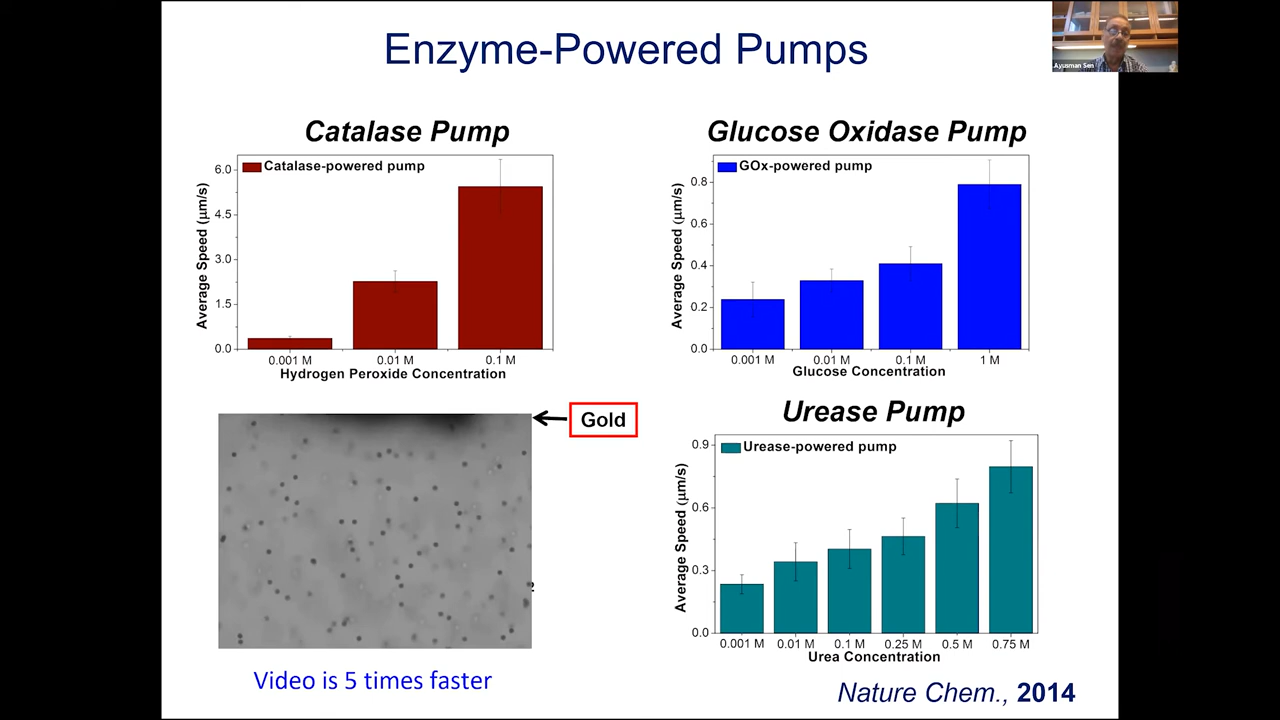 Enzyme-Powered Pumps
Ayusman Sen
Catalase Pump
Catalase-powered pump
Average Speed (μm/s)
6.0
4.5
3.0
1.5
0.0
0.001 M 0.01 M 0.1 M
Hydrogen Peroxide Concentration
Glucose Oxidase Pump
GOx-powered pump
Average Speed (μm/s)
0.8
0.6
0.4
0.2
0.0
0.001 M 0.01 M 0.1 M 1 M
Glucose Concentration
Gold
Video is 5 times faster
Urease Pump
Urease-powered pump
Average Speed (μm/s)
0.9
0.6
0.3
0.0
0.001 M 0.01 M 0.1 M 0.25 M 0.5 M 0.75 M
Urea Concentration
Nature Chem., 2014